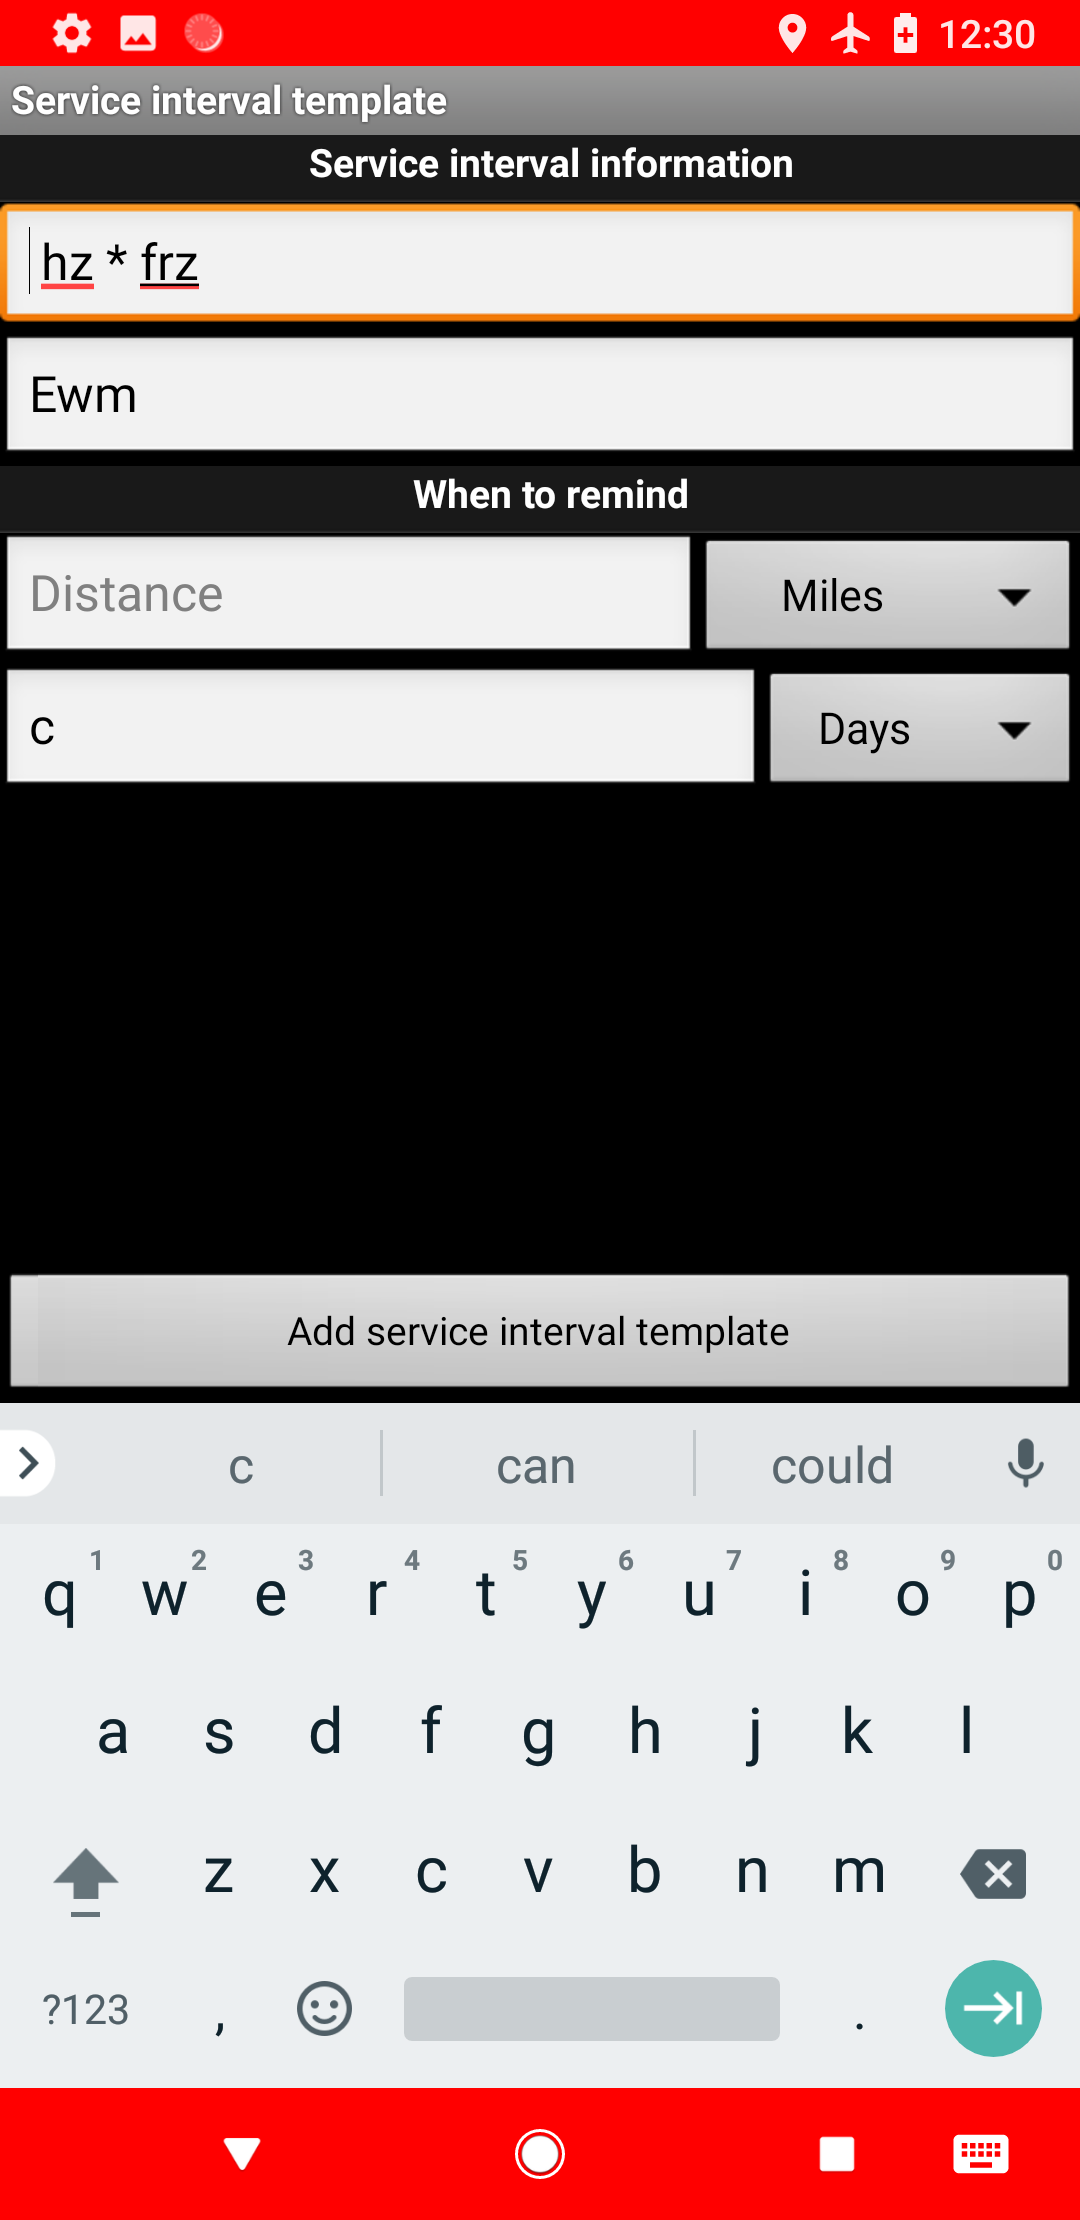 12:30
Service interval template
Service interval information
hz * frz
Ewm
When to remind
Distance
Miles
c
Days
Add service interval template
c can could
1 2 3 4 5 6 7 8 9 0
q w e r t y u i o p
a s d f g h j k l
z x c v b n m
?123 , .